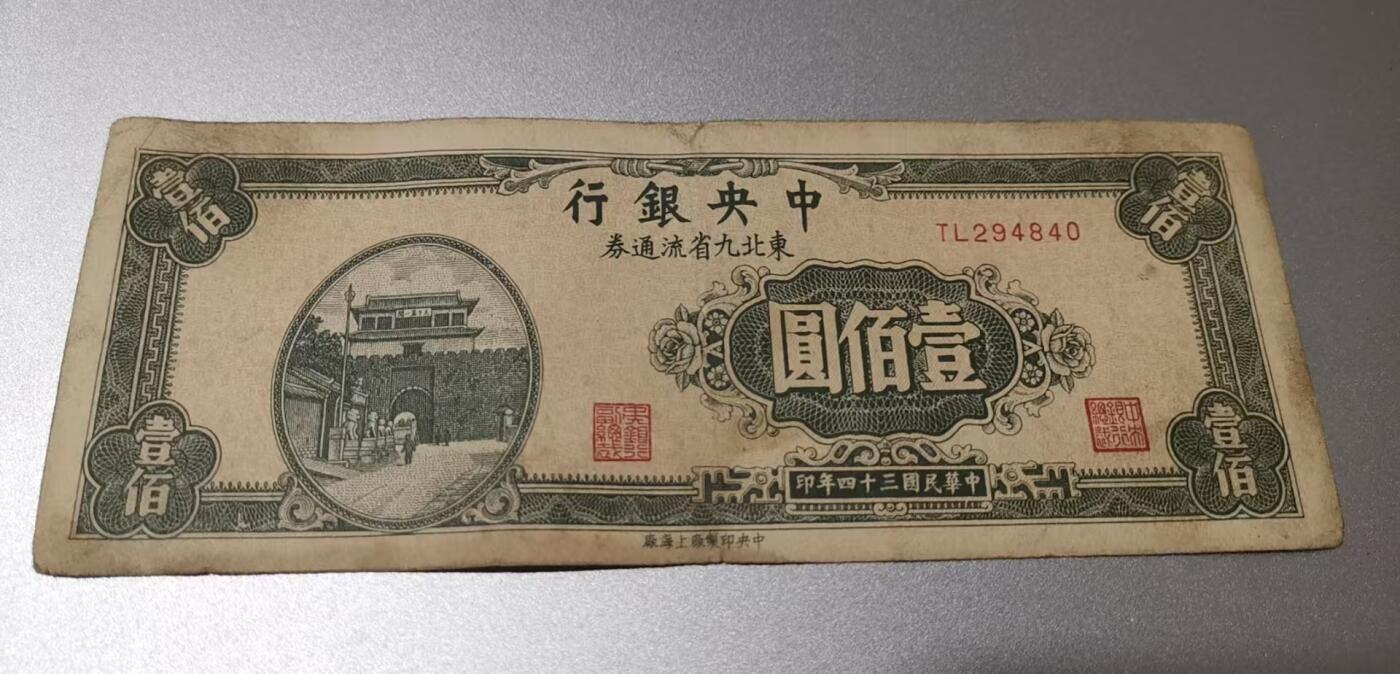 中央銀行
東北九省流通券
TL294840
壹佰
壹佰
壹佰圓
壹佰
壹佰
中華民國三十四年印
中央印製廠上海廠